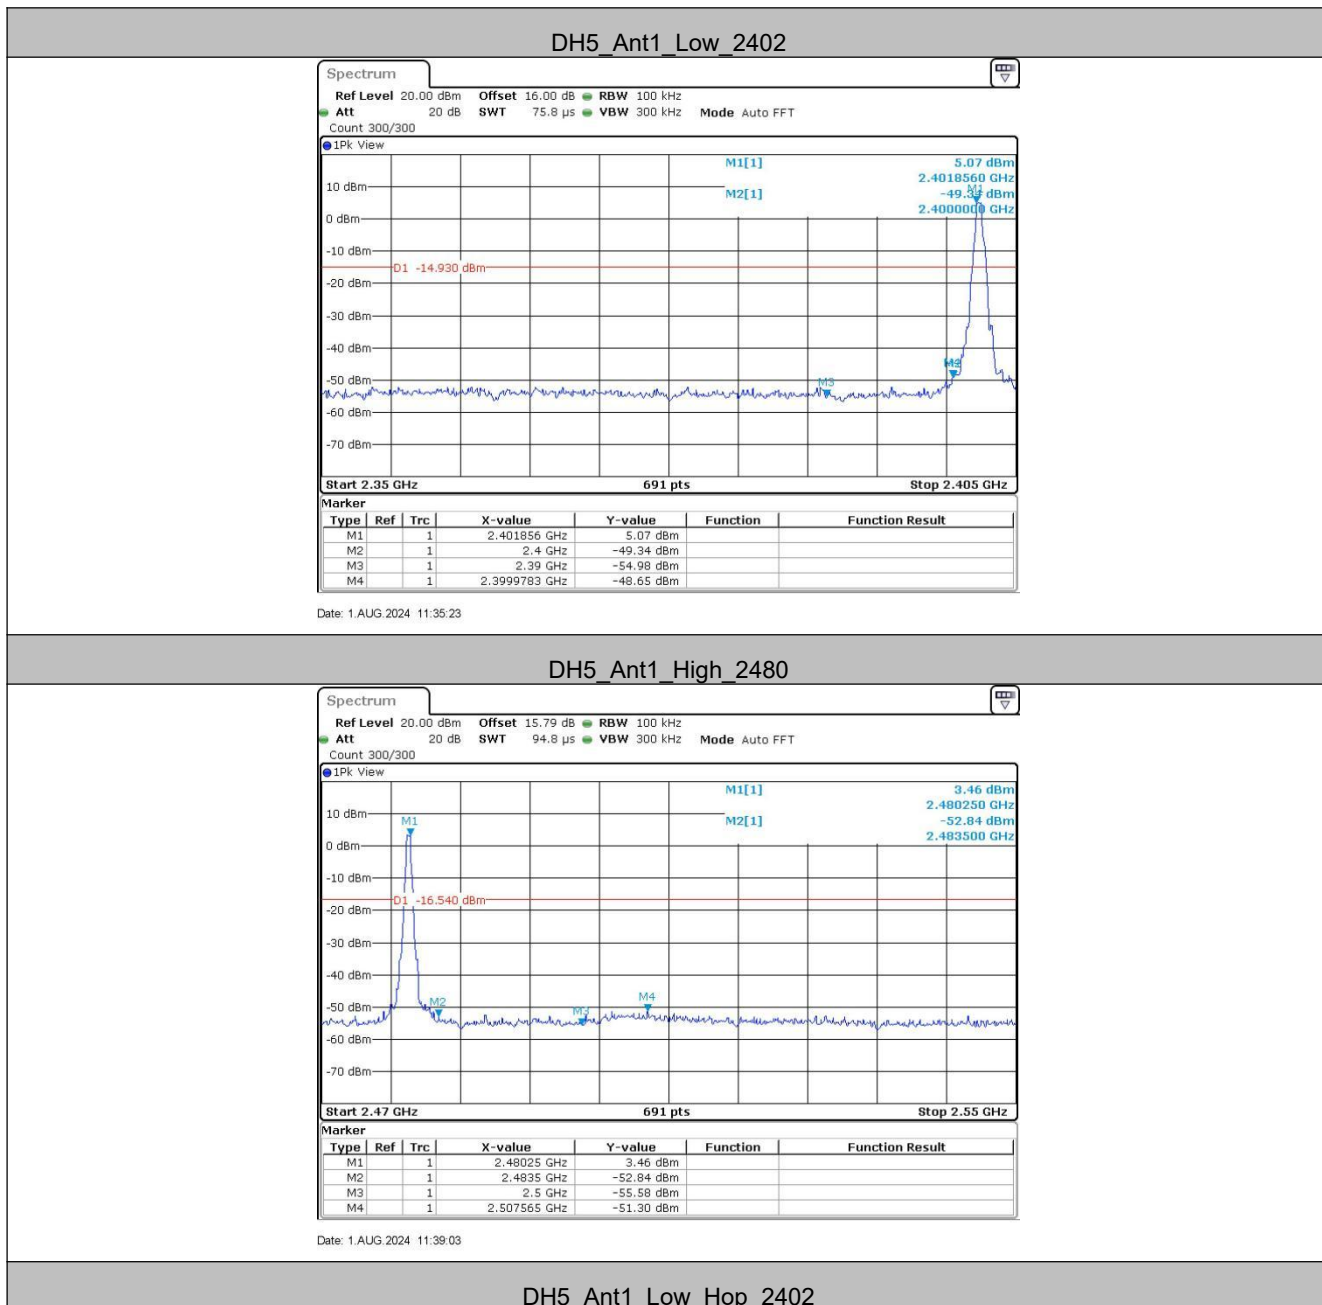 DH5_Ant1_Low_2402
Spectrum
Ref Level 20.00 dBm Offset 16.00 dB RBW 100 kHz
Att 20 dB SWT 75.8 µs VBW 300 kHz Mode Auto FFT
Count 300/300
1Pk View
M1[1] 5.07 dBm
2.4018560 GHz
M2[1] -49.34 dBm
2.4000000 GHz
M1
10 dBm
0 dBm
-10 dBm
D1 -14.930 dBm
-20 dBm
-30 dBm
-40 dBm
-50 dBm
M3
-60 dBm
-70 dBm
Start 2.35 GHz 691 pts Stop 2.405 GHz
Marker
Type Ref Trc X-value Y-value Function Function Result
M1 1 2.401856 GHz 5.07 dBm
M2 1 2.4 GHz -49.34 dBm
M3 1 2.39 GHz -54.98 dBm
M4 1 2.3999783 GHz -48.65 dBm
Date: 1.AUG.2024 11:35:23
DH5_Ant1_High_2480
Spectrum
Ref Level 20.00 dBm Offset 15.79 dB RBW 100 kHz
Att 20 dB SWT 94.8 µs VBW 300 kHz Mode Auto FFT
Count 300/300
1Pk View
M1[1] 3.46 dBm
2.480250 GHz
M2[1] -52.84 dBm
2.483500 GHz
10 dBm
M1
0 dBm
-10 dBm
D1 -16.540 dBm
-20 dBm
-30 dBm
-40 dBm
-50 dBm
M2 M3 M4
-60 dBm
-70 dBm
Start 2.47 GHz 691 pts Stop 2.55 GHz
Marker
Type Ref Trc X-value Y-value Function Function Result
M1 1 2.48025 GHz 3.46 dBm
M2 1 2.4835 GHz -52.84 dBm
M3 1 2.5 GHz -55.58 dBm
M4 1 2.507565 GHz -51.30 dBm
Date: 1.AUG.2024 11:39:03
DH5_Ant1_Low_Hop_2402